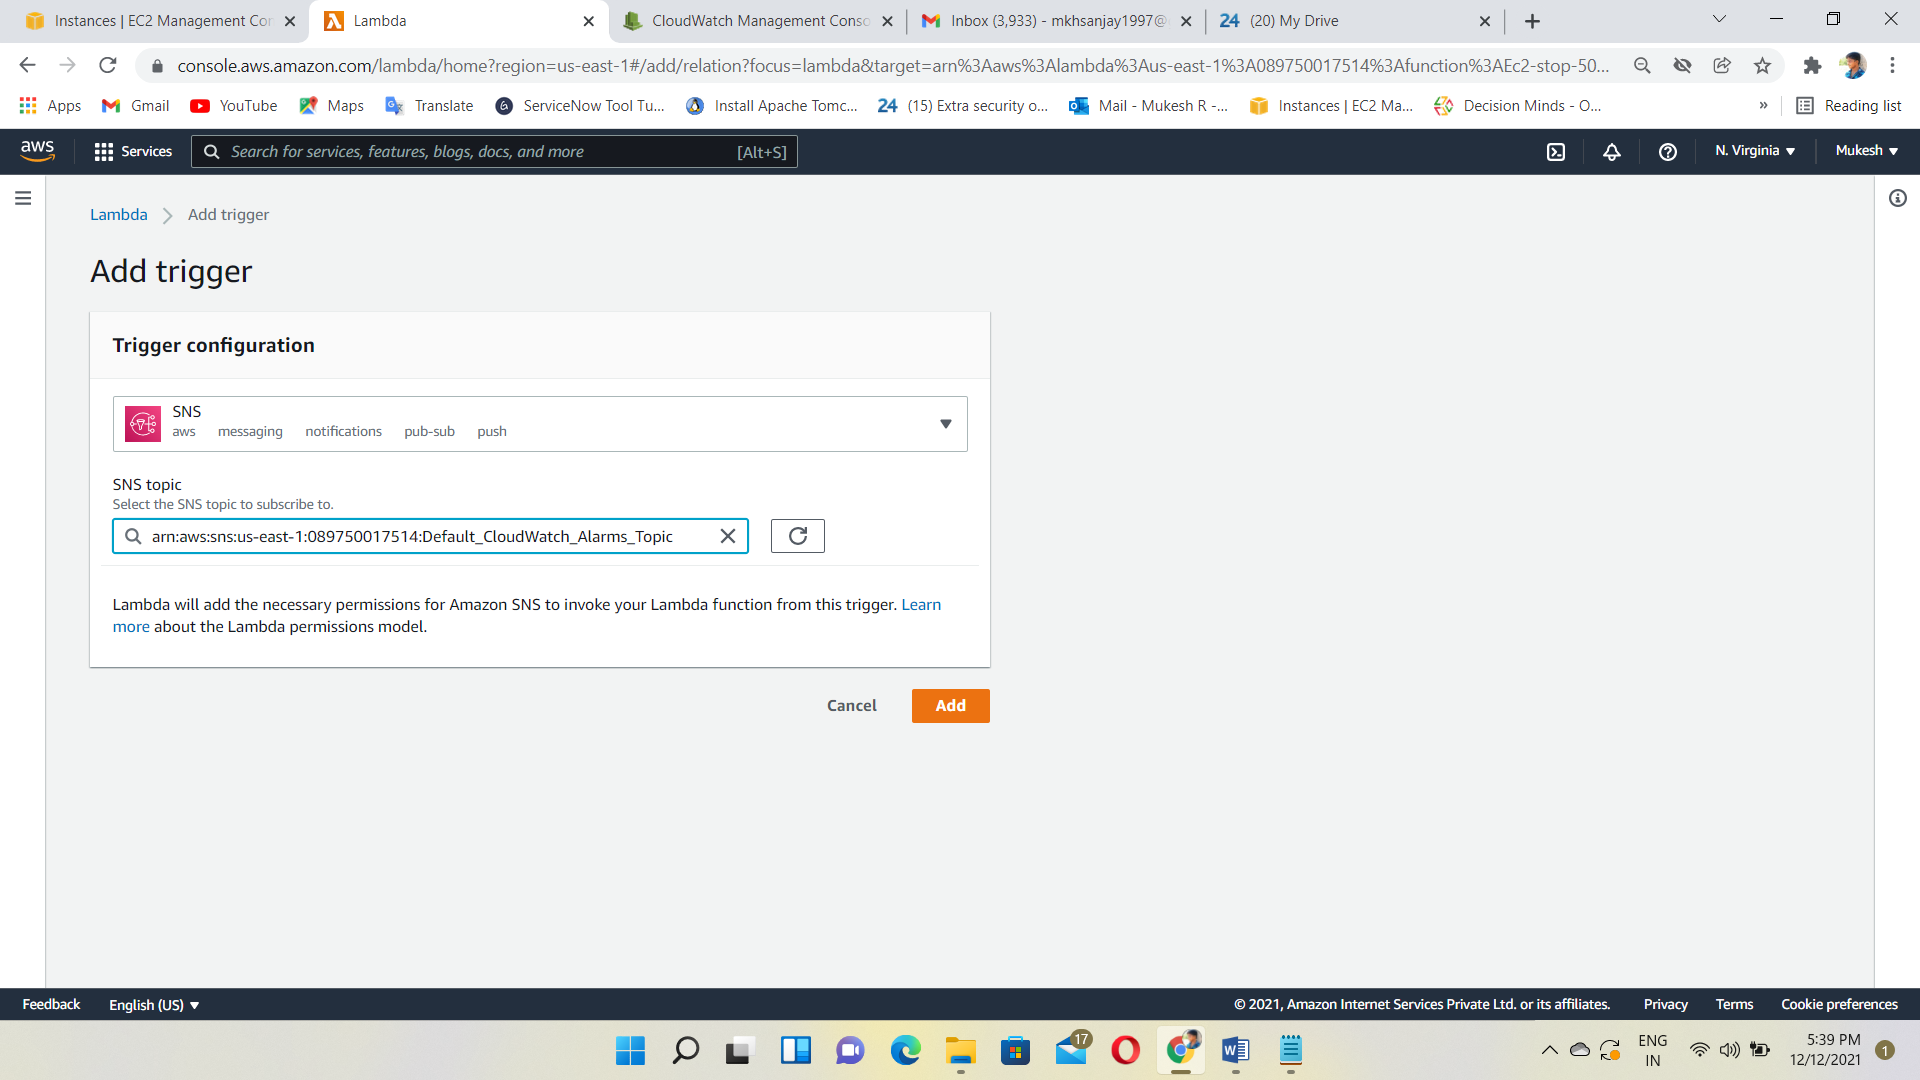 Instances | EC2 Management Con
Lambda
CloudWatch Management Conso
Inbox (3,933) - mkhsanjay1997@
24 (20) My Drive
console.aws.amazon.com/lambda/home?region=us-east-1#/add/relation?focus=lambda&target=arn%3Aaws%3Alambda%3Aus-east-1%3A089750017514%3Afunction%3AEc2-stop-50...
Apps
Gmail
YouTube
Maps
Translate
ServiceNow Tool Tu...
Install Apache Tomc...
24 (15) Extra security o...
Mail - Mukesh R -...
Instances | EC2 Ma...
Decision Minds - O...
»
Reading list
aws
Services
Search for services, features, blogs, docs, and more
[Alt+S]
N. Virginia
Mukesh
Lambda
Add trigger
Add trigger
Trigger configuration
SNS
aws messaging notifications pub-sub push
SNS topic
Select the SNS topic to subscribe to.
arn:aws:sns:us-east-1:089750017514:Default_CloudWatch_Alarms_Topic
Lambda will add the necessary permissions for Amazon SNS to invoke your Lambda function from this trigger. Learn
more about the Lambda permissions model.
Cancel
Add
Feedback
English (US)
© 2021, Amazon Internet Services Private Ltd. or its affiliates.
Privacy
Terms
Cookie preferences
17
ENG
IN
5:39 PM
12/12/2021
1